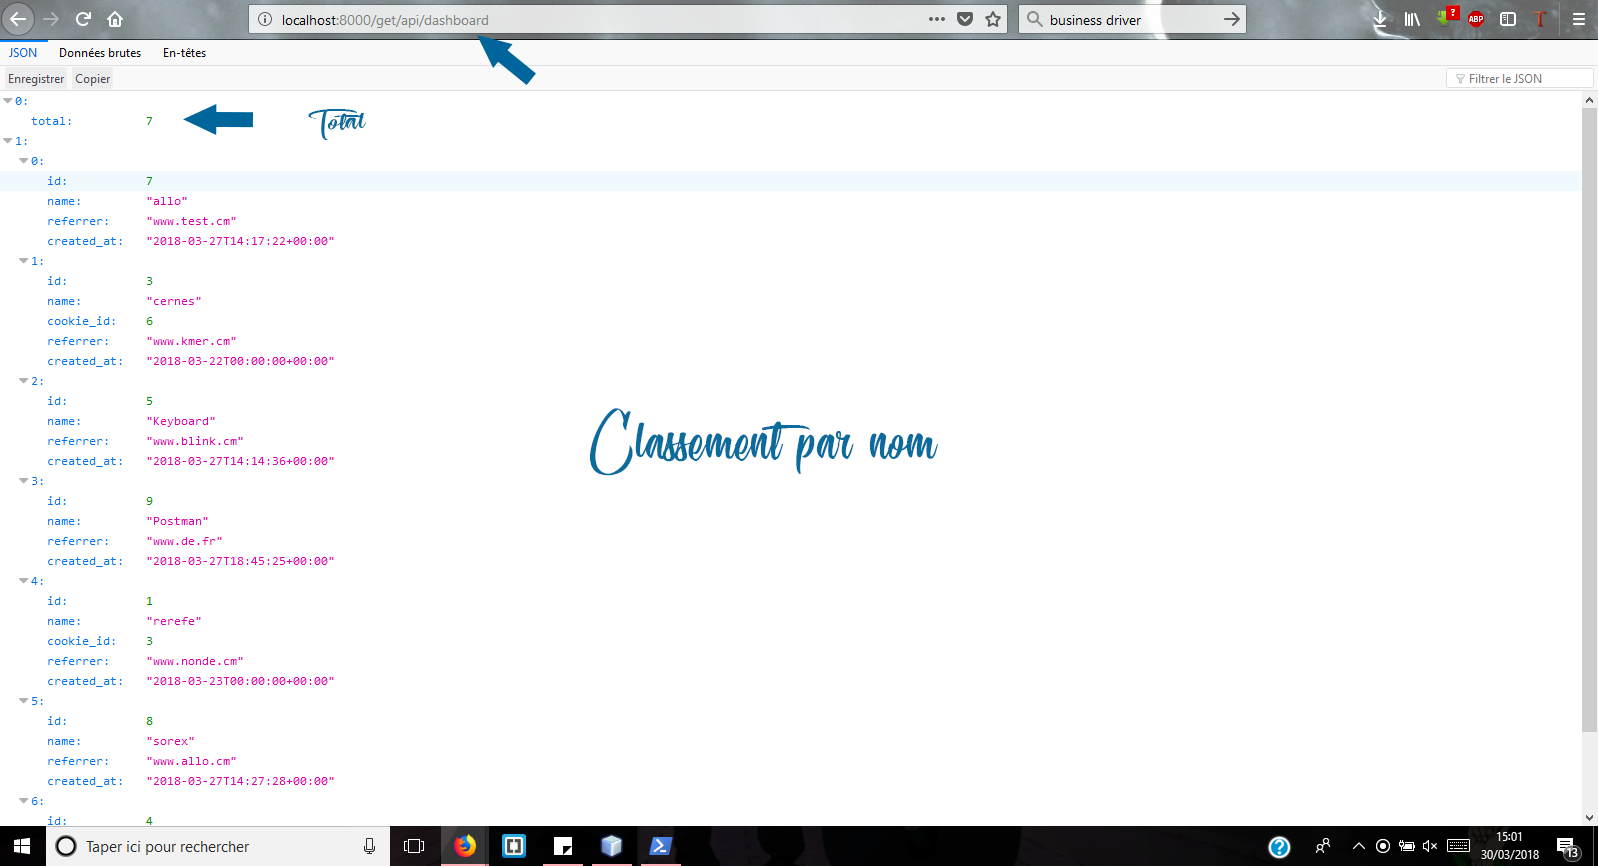 localhost:8000/get/api/dashboard
business driver
?
ABP
T
JSON Données brutes En-têtes
Enregistrer Copier
Filtrer le JSON
0:
total: 7
Total
1:
0:
id: 7
name: "allo"
referrer: "www.test.cm"
created_at: "2018-03-27T14:17:22+00:00"
1:
id: 3
name: "cernes"
cookie_id: 6
referrer: "www.kmer.cm"
created_at: "2018-03-22T00:00:00+00:00"
2:
id: 5
name: "Keyboard"
referrer: "www.blink.cm"
created_at: "2018-03-27T14:14:36+00:00"
Classement par nom
3:
id: 9
name: "Postman"
referrer: "www.de.fr"
created_at: "2018-03-27T18:45:25+00:00"
4:
id: 1
name: "rerefe"
cookie_id: 3
referrer: "www.nonde.cm"
created_at: "2018-03-23T00:00:00+00:00"
5:
id: 8
name: "sorex"
referrer: "www.allo.cm"
created_at: "2018-03-27T14:27:28+00:00"
6:
id: 4
Taper ici pour rechercher
?
15:01
30/03/2018
13